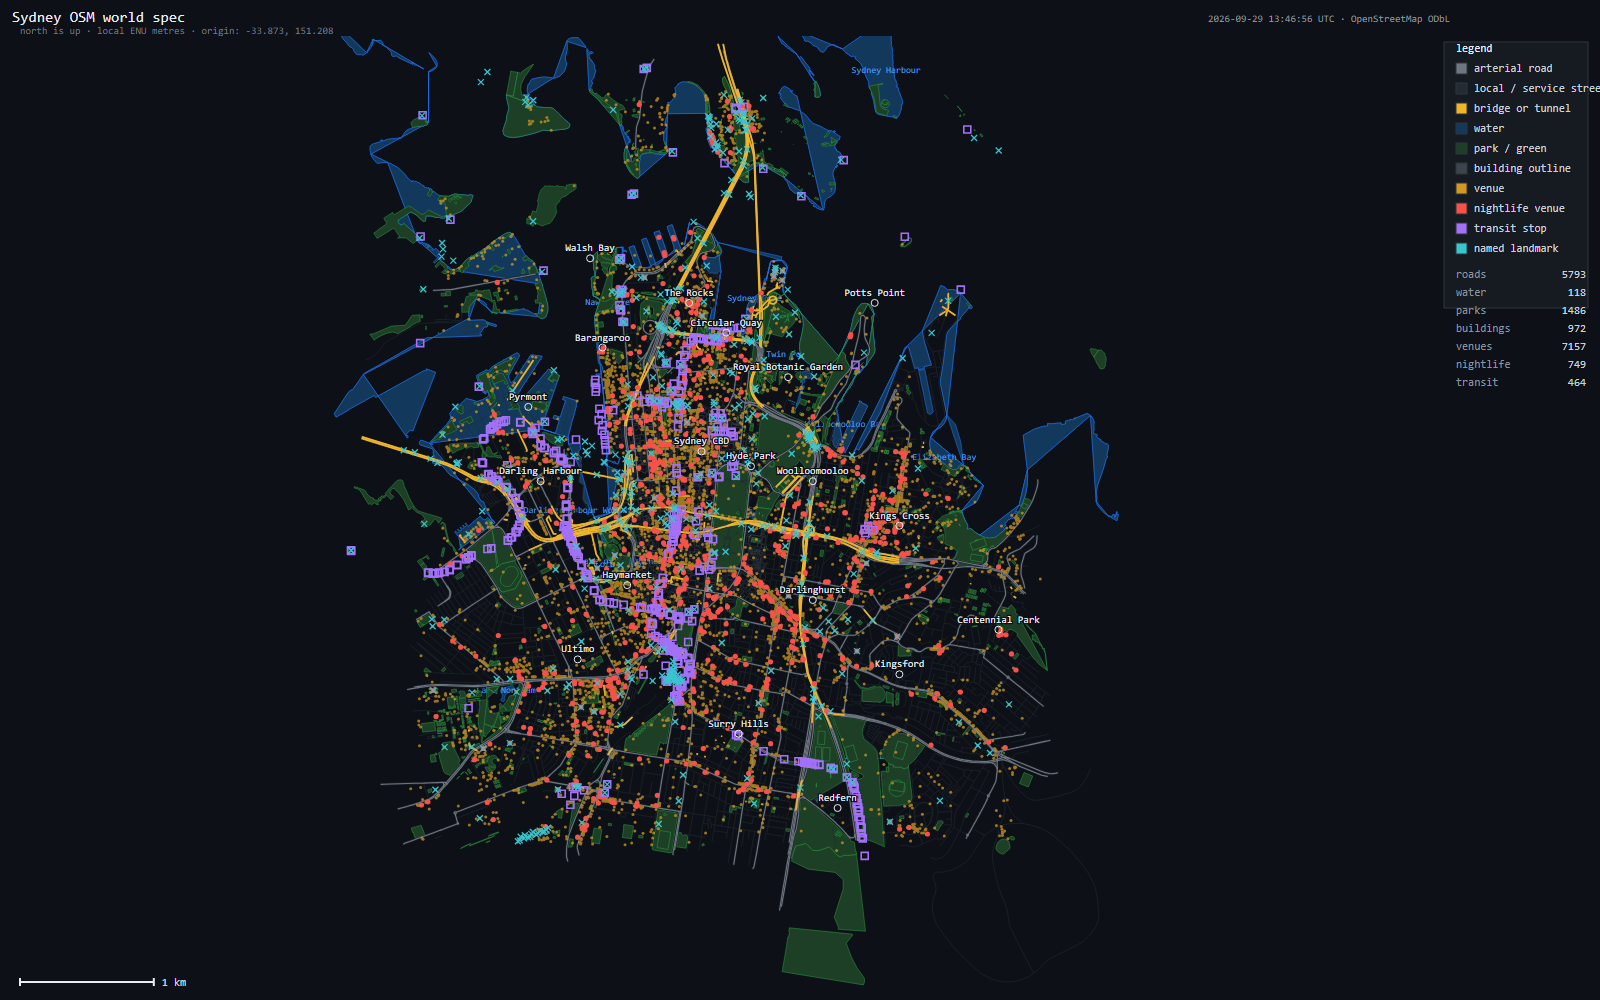 Sydney OSM world spec
north is up · local ENU metres · origin: -33.873, 151.208
2026-09-29 13:46:56 UTC · OpenStreetMap ODbL
legend
arterial road
local / service stree
bridge or tunnel
water
park / green
building outline
venue
nightlife venue
transit stop
named landmark
roads 5793
water 118
parks 1486
buildings 972
venues 7157
nightlife 749
transit 464
Sydney Harbour
Walsh Bay
The Rocks
Sydney
Potts Point
Circular Quay
Barangaroo
Royal Botanic Garden
Pyrmont
Sydney CBD
Hyde Park
Elizabeth Bay
Darling Harbour
Woolloomooloo
Kings Cross
Haymarket
Darlinghurst
Centennial Park
Ultimo
Kingsford
Surry Hills
Redfern
1 km